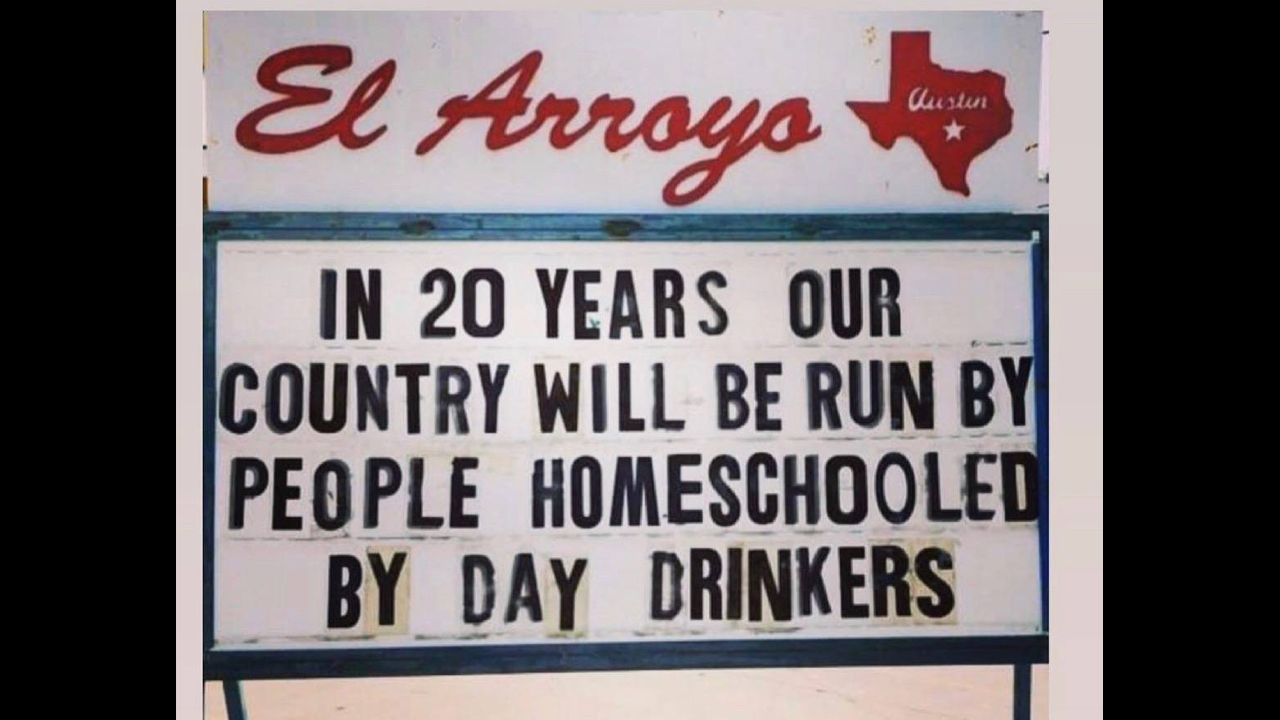 El Arroyo
Austin
IN 20 YEARS OUR
COUNTRY WILL BE RUN BY
PEOPLE HOMESCHOOLED
BY DAY DRINKERS